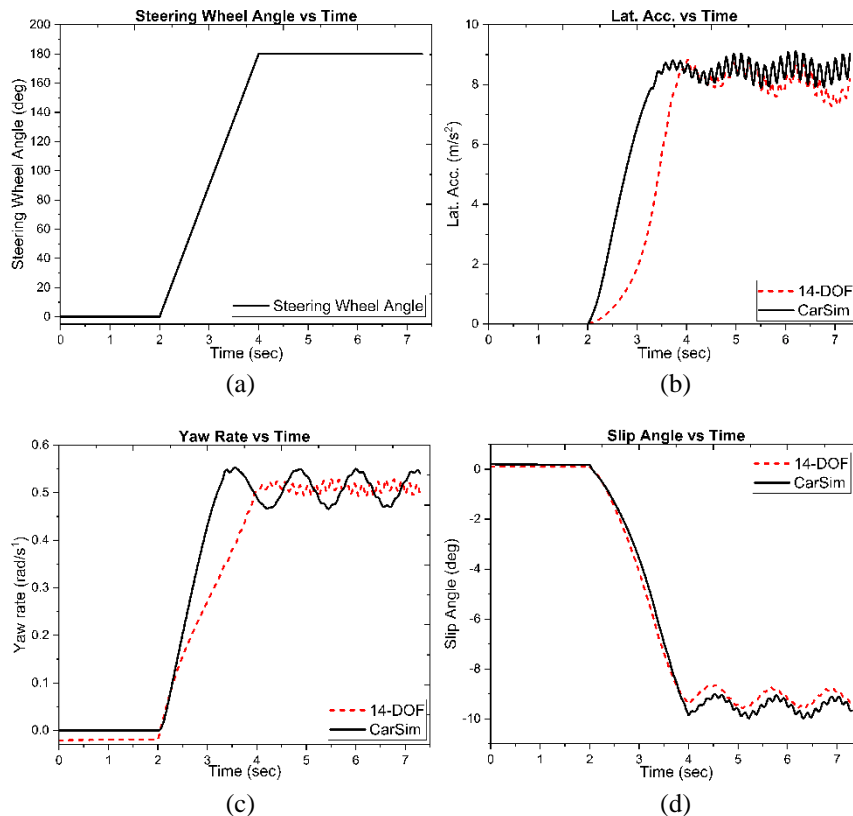 Steering Wheel Angle vs Time
200
180
160
140
120
100
80
60
40
20
0
Steering Wheel Angle (deg)
Steering Wheel Angle
0 1 2 3 4 5 6 7
Time (sec)
(a)
Lat. Acc. vs Time
10
8
6
4
2
0
Lat. Acc. (m/s²)
14-DOF
CarSim
0 1 2 3 4 5 6 7
Time (sec)
(b)
Yaw Rate vs Time
0.6
0.5
0.4
0.3
0.2
0.1
0.0
Yaw rate (rad/s¹)
14-DOF
CarSim
0 1 2 3 4 5 6 7
Time (sec)
(c)
Slip Angle vs Time
0
-2
-4
-6
-8
-10
Slip Angle (deg)
14-DOF
CarSim
0 1 2 3 4 5 6 7
Time (sec)
(d)